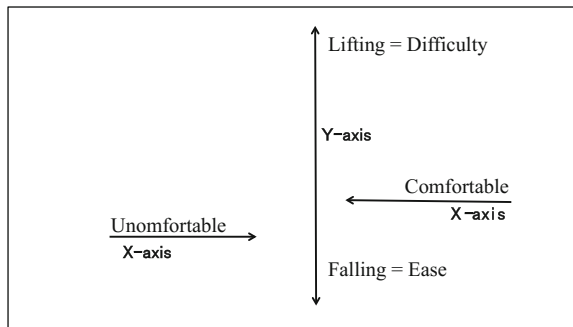 Lifting = Difficulty
Y-axis
Comfortable
X-axis
Unomfortable
X-axis
Falling = Ease